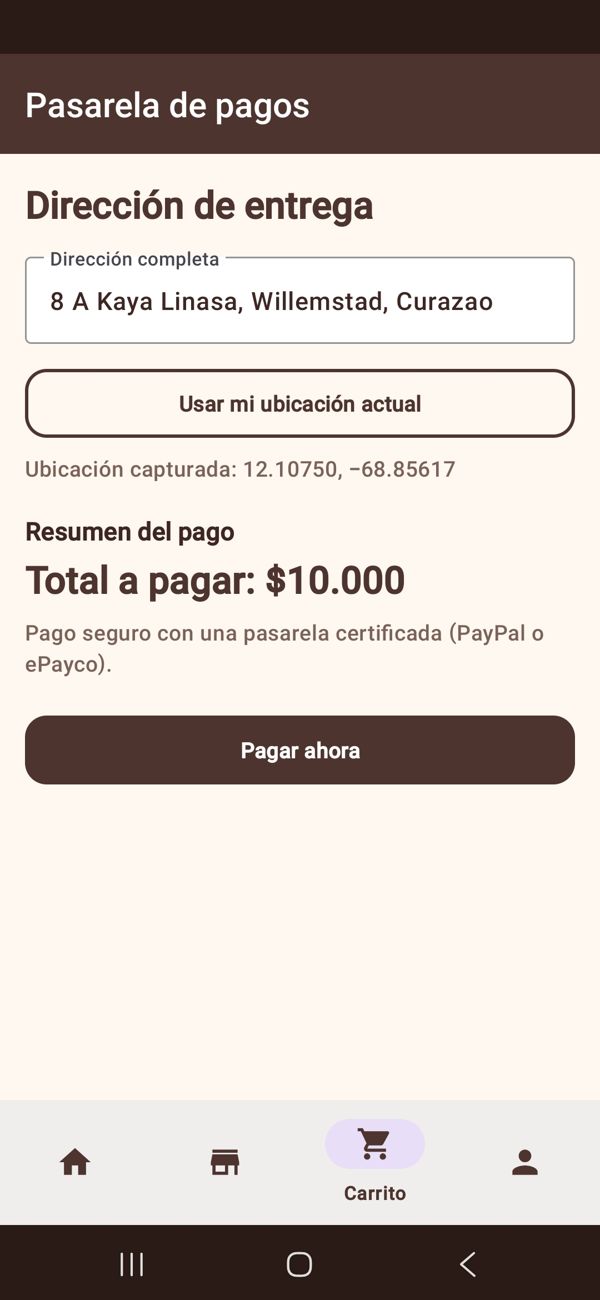 Pasarela de pagos
Dirección de entrega
Dirección completa
8 A Kaya Linasa, Willemstad, Curazao
Usar mi ubicación actual
Ubicación capturada: 12.10750, −68.85617
Resumen del pago
Total a pagar: $10.000
Pago seguro con una pasarela certificada (PayPal o
ePayco).
Pagar ahora
Carrito